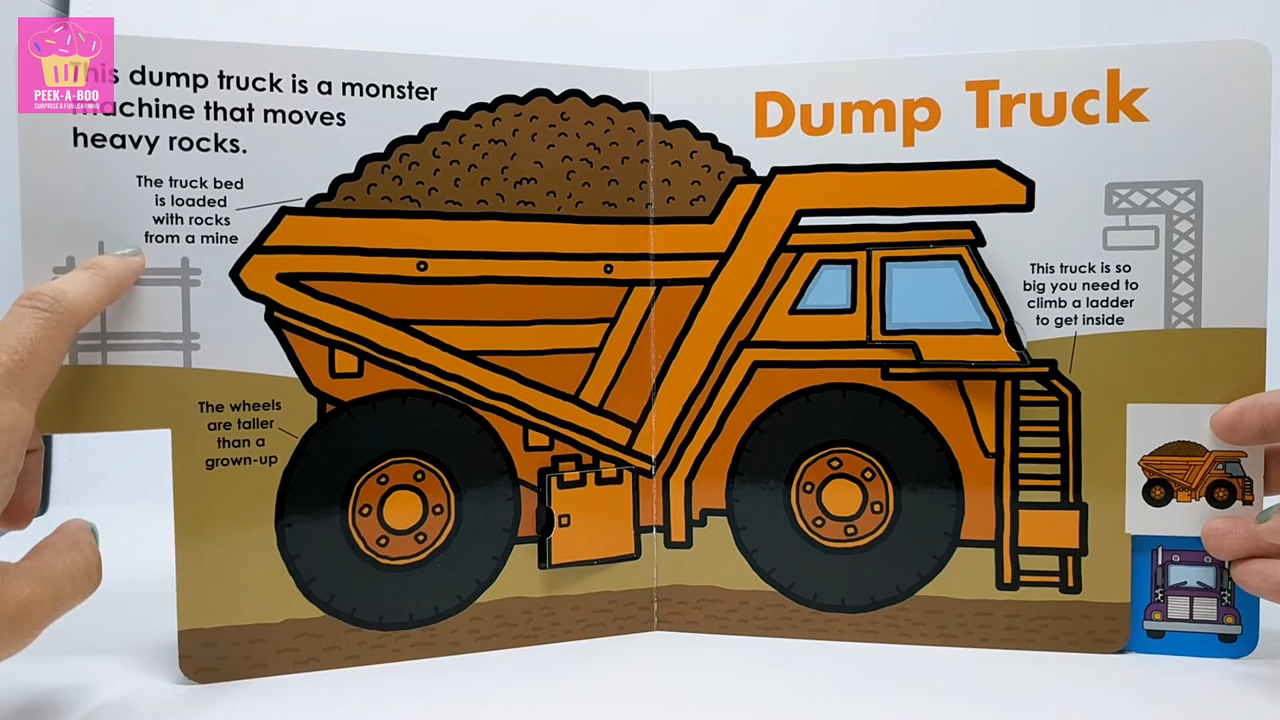 PEEK-A-BOO
SURPRISE & FUN LEARNING
This dump truck is a monster
machine that moves
heavy rocks.
The truck bed
is loaded
with rocks
from a mine
The wheels
are taller
than a
grown-up
Dump Truck
This truck is so
big you need to
climb a ladder
to get inside